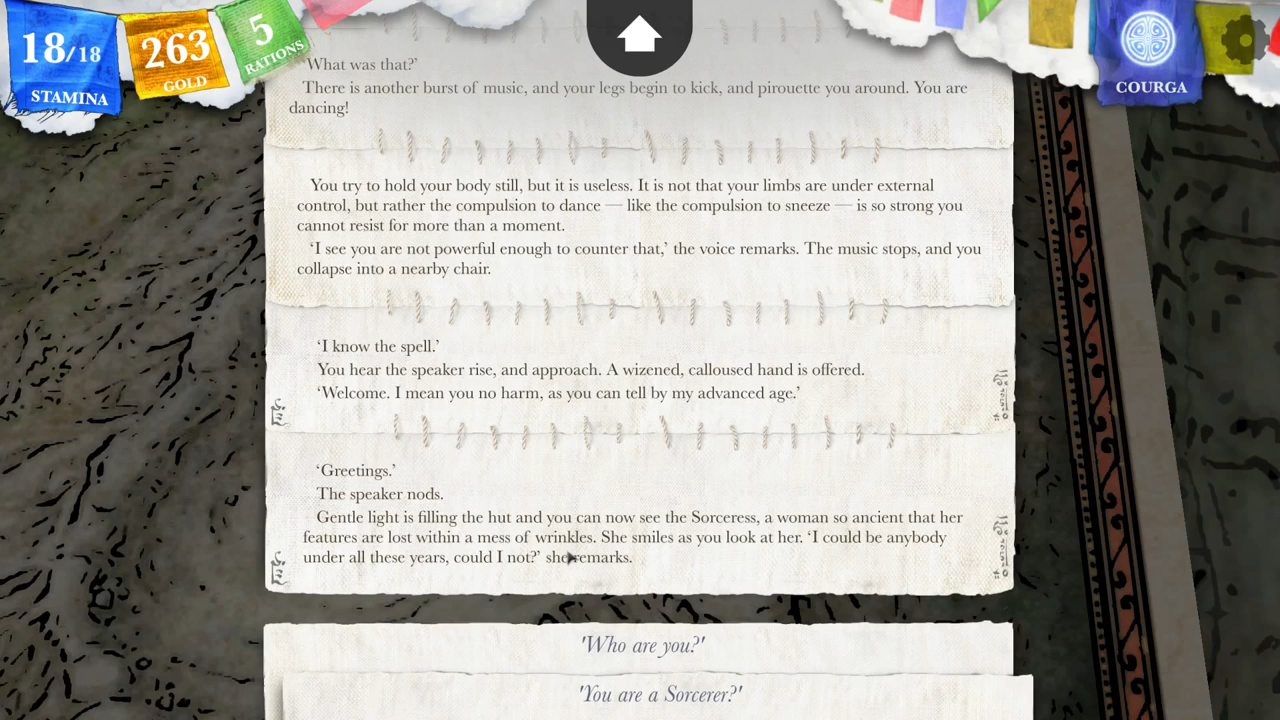 18/18
STAMINA
263
GOLD
5
RATIONS
COURGA
‘What was that?’
There is another burst of music, and your legs begin to kick, and pirouette you around. You are
dancing!
You try to hold your body still, but it is useless. It is not that your limbs are under external
control, but rather the compulsion to dance — like the compulsion to sneeze — is so strong you
cannot resist for more than a moment.
‘I see you are not powerful enough to counter that,’ the voice remarks. The music stops, and you
collapse into a nearby chair.
‘I know the spell.’
You hear the speaker rise, and approach. A wizened, calloused hand is offered.
‘Welcome. I mean you no harm, as you can tell by my advanced age.’
‘Greetings.’
The speaker nods.
Gentle light is filling the hut and you can now see the Sorceress, a woman so ancient that her
features are lost within a mess of wrinkles. She smiles as you look at her. ‘I could be anybody
under all these years, could I not?’ she remarks.
'Who are you?'
'You are a Sorcerer?'